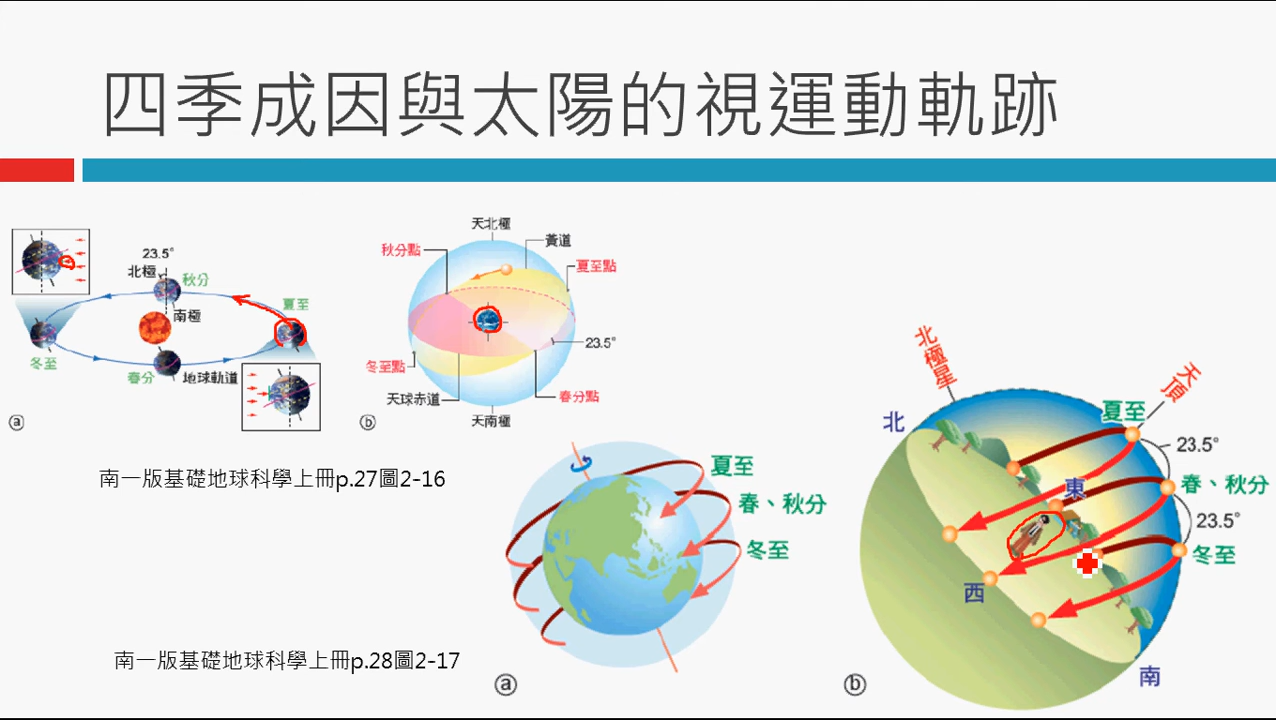 四季成因與太陽的視運動軌跡
23.5°
北極
秋分
南極
夏至
冬至
春分
地球軌道
ⓐ
天北極
秋分點
黃道
夏至點
23.5°
冬至點
天球赤道
春分點
天南極
ⓑ
南一版基礎地球科學上冊p.27圖2-16
夏至
春、秋分
冬至
ⓐ
北極星
天頂
北
夏至
23.5°
東
春、秋分
23.5°
冬至
西
南
ⓑ
南一版基礎地球科學上冊p.28圖2-17